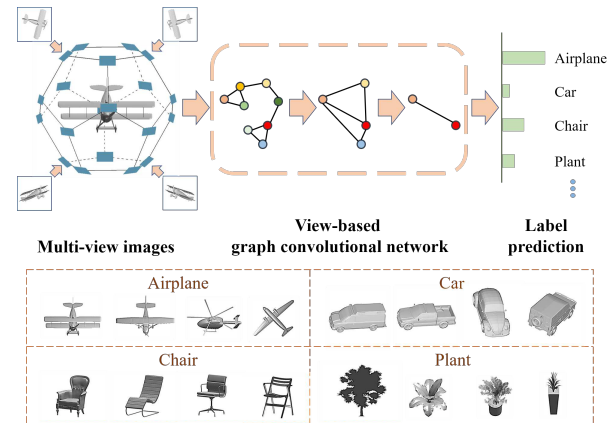 Airplane
Car
Chair
Plant
Multi-view images
View-based
graph convolutional network
Label
prediction
Airplane
Car
Chair
Plant